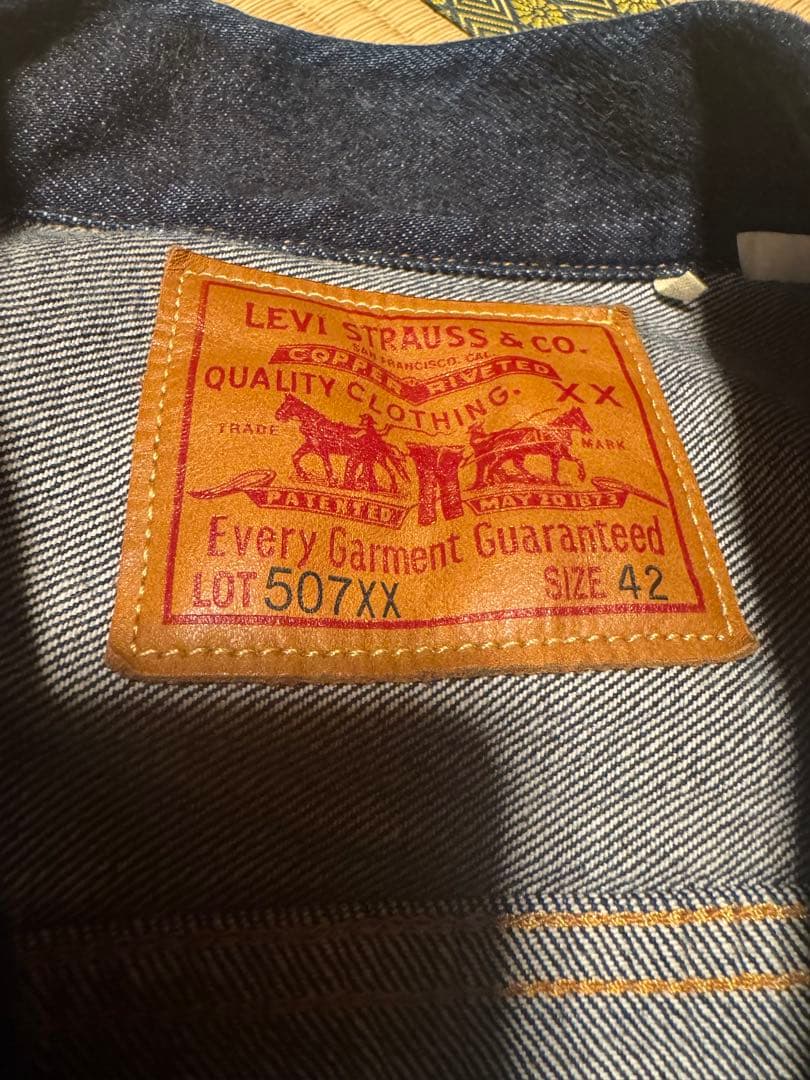 LEVI STRAUSS & CO.
SAN FRANCISCO, CAL.
COPPER RIVETED
QUALITY CLOTHING. XX
TRADE MARK
PATENTED MAY 20 1873
Every Garment Guaranteed
LOT 507XX SIZE 42